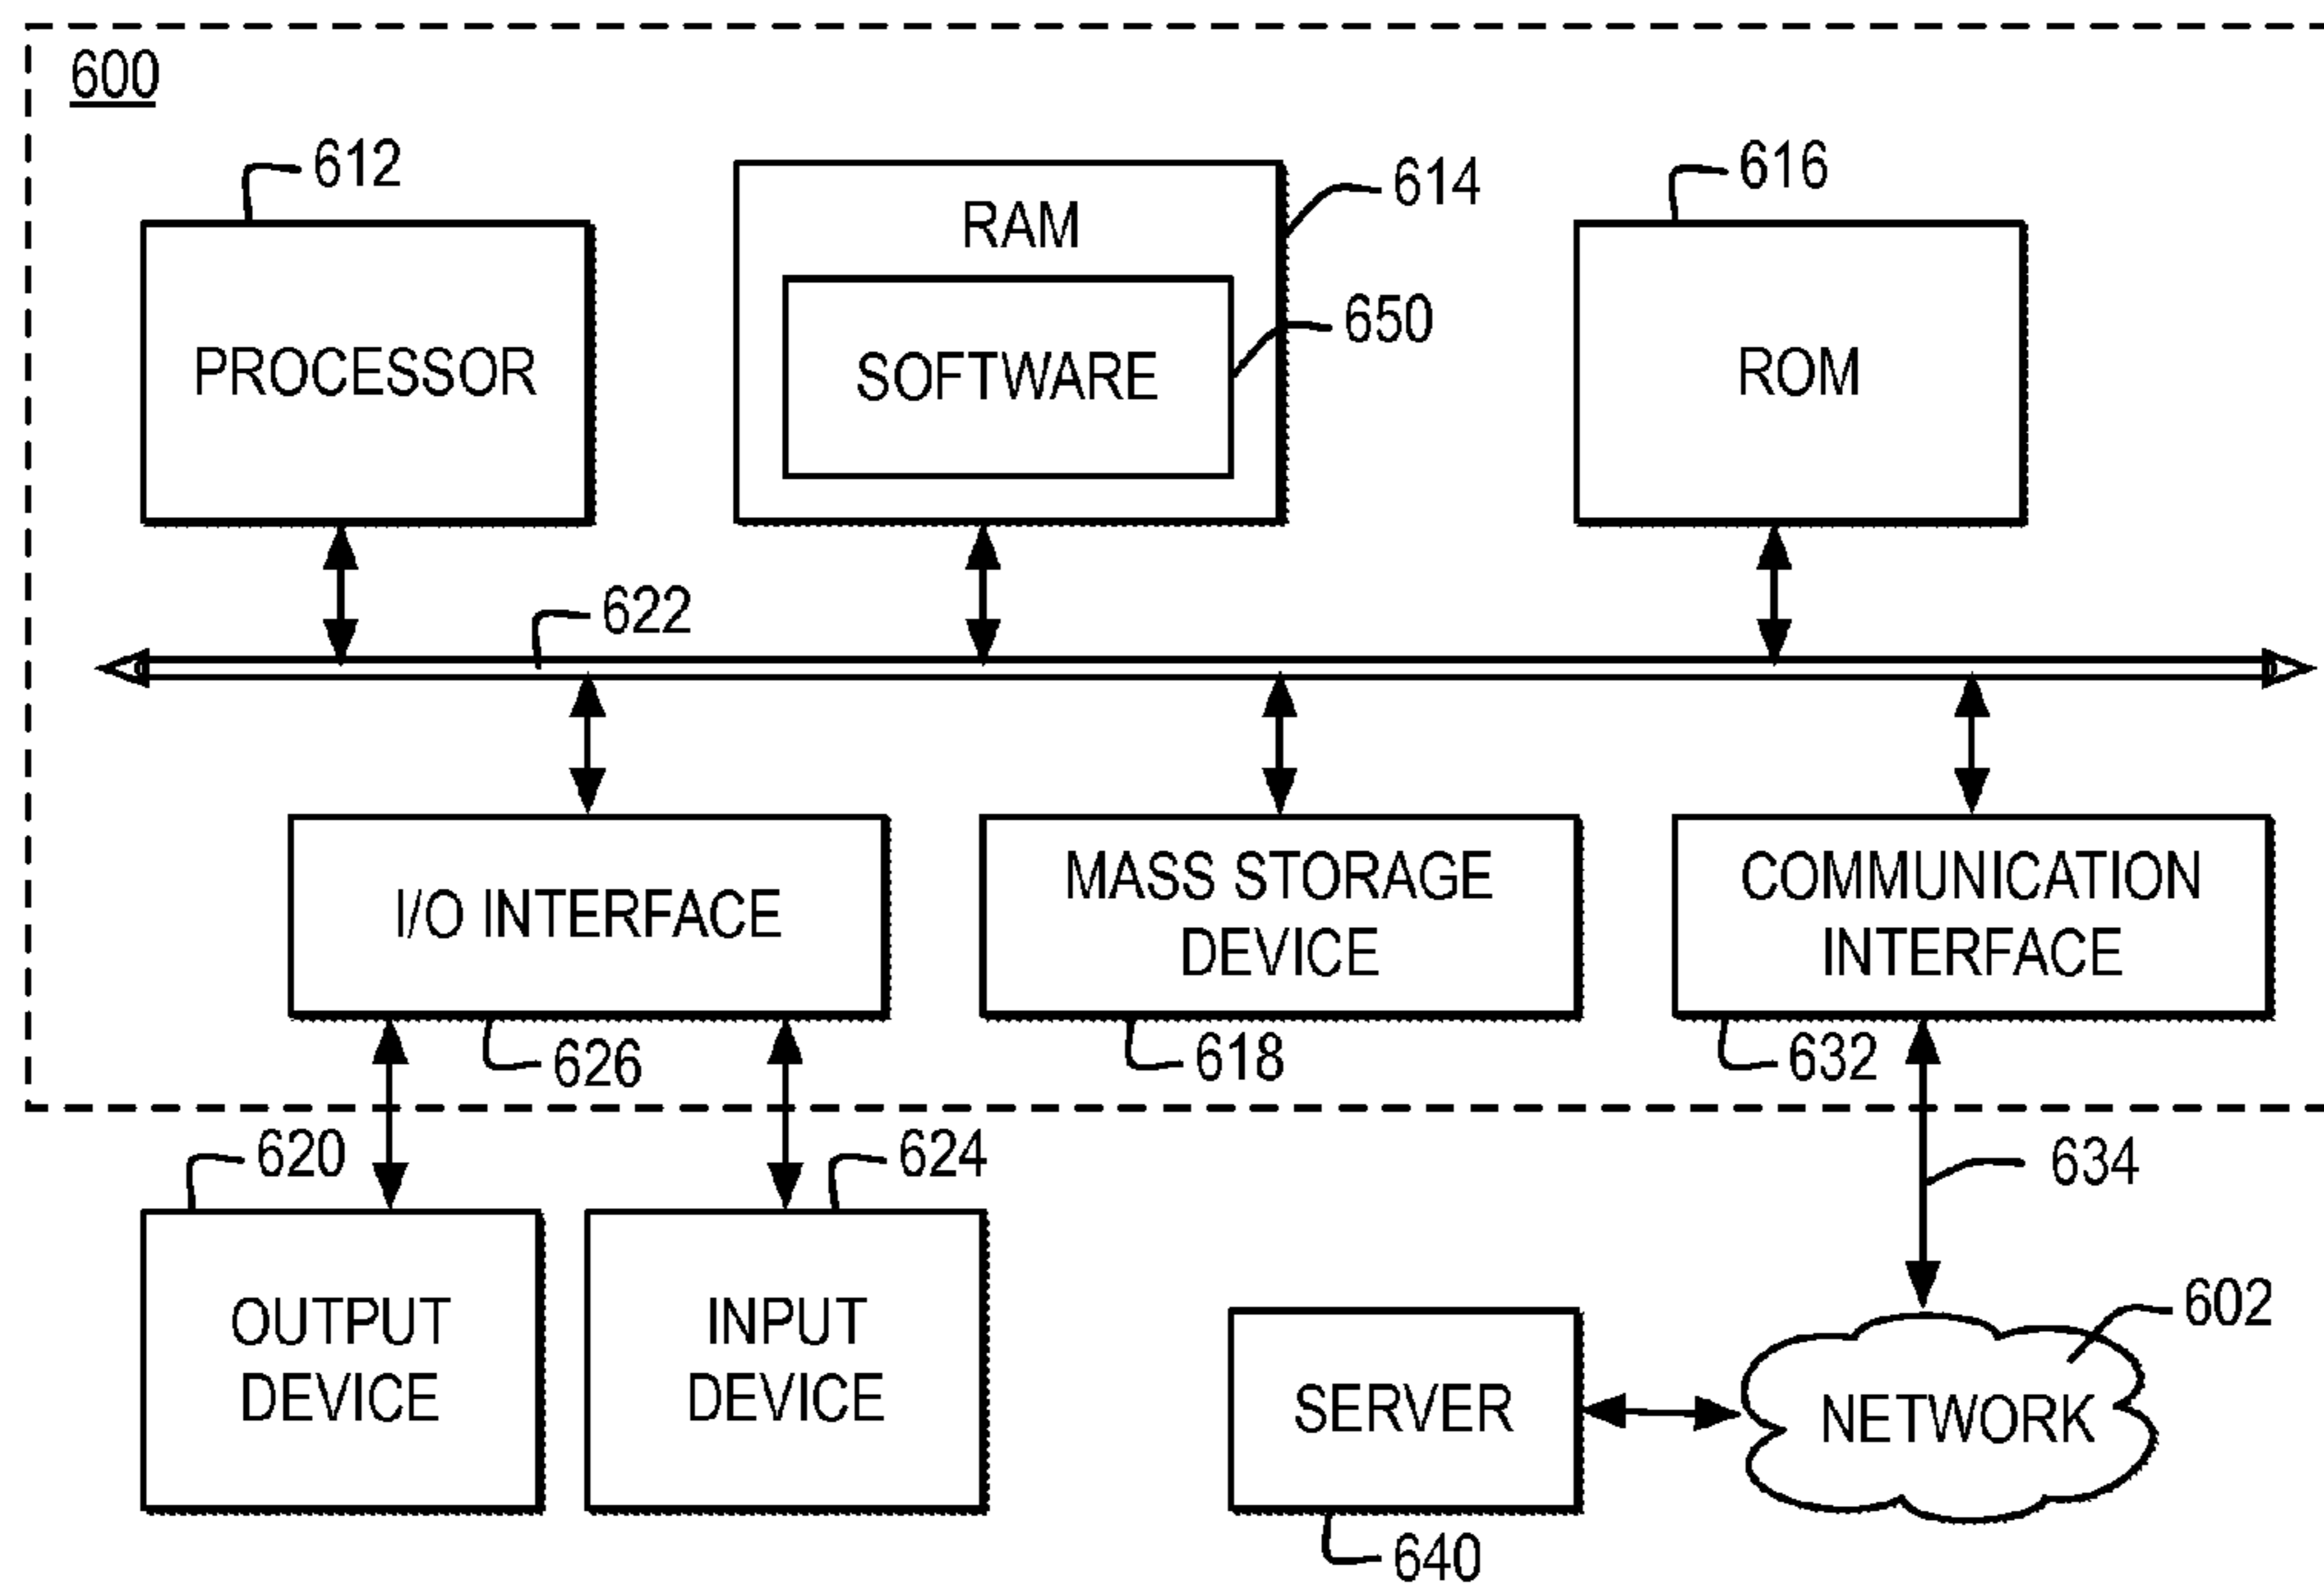 600
612
614
616
RAM
650
PROCESSOR
SOFTWARE
ROM
622
I/O INTERFACE
MASS STORAGE
DEVICE
COMMUNICATION
INTERFACE
626
618
632
620
624
634
OUTPUT
DEVICE
INPUT
DEVICE
602
SERVER
NETWORK
640